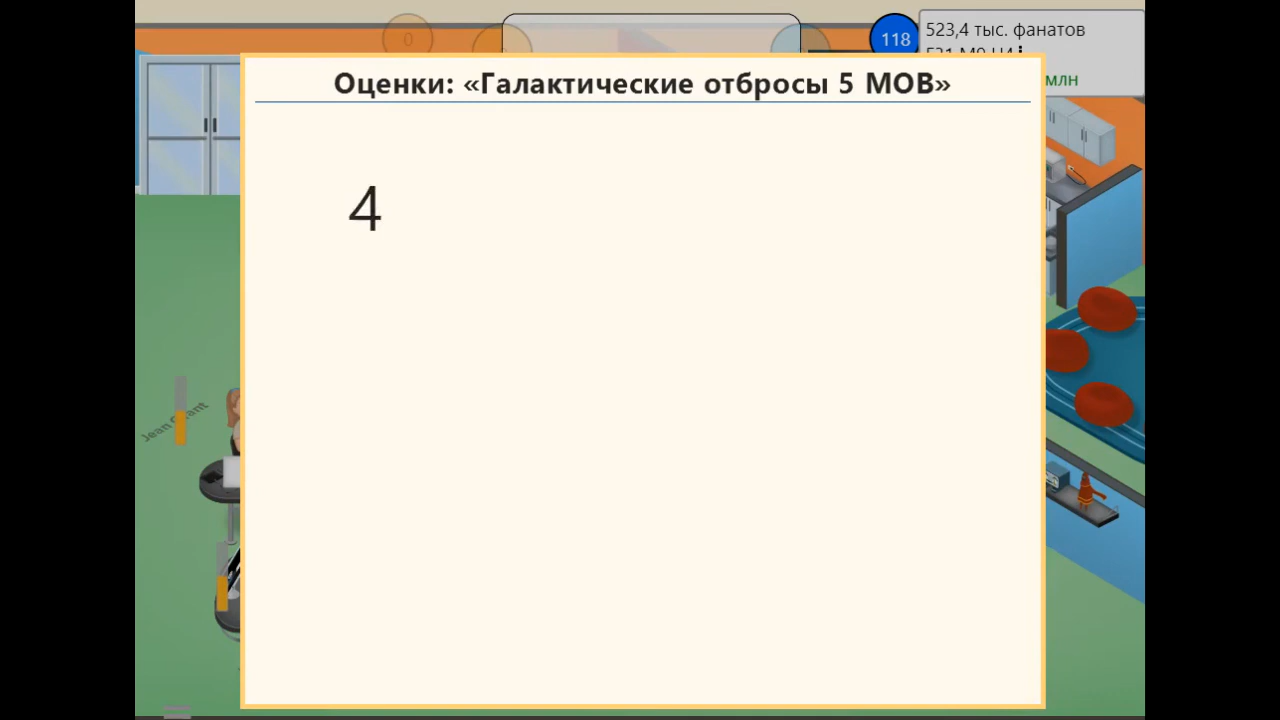 0
118
523,4 тыс. фанатов
млн
Оценки: «Галактические отбросы 5 МОВ»
4